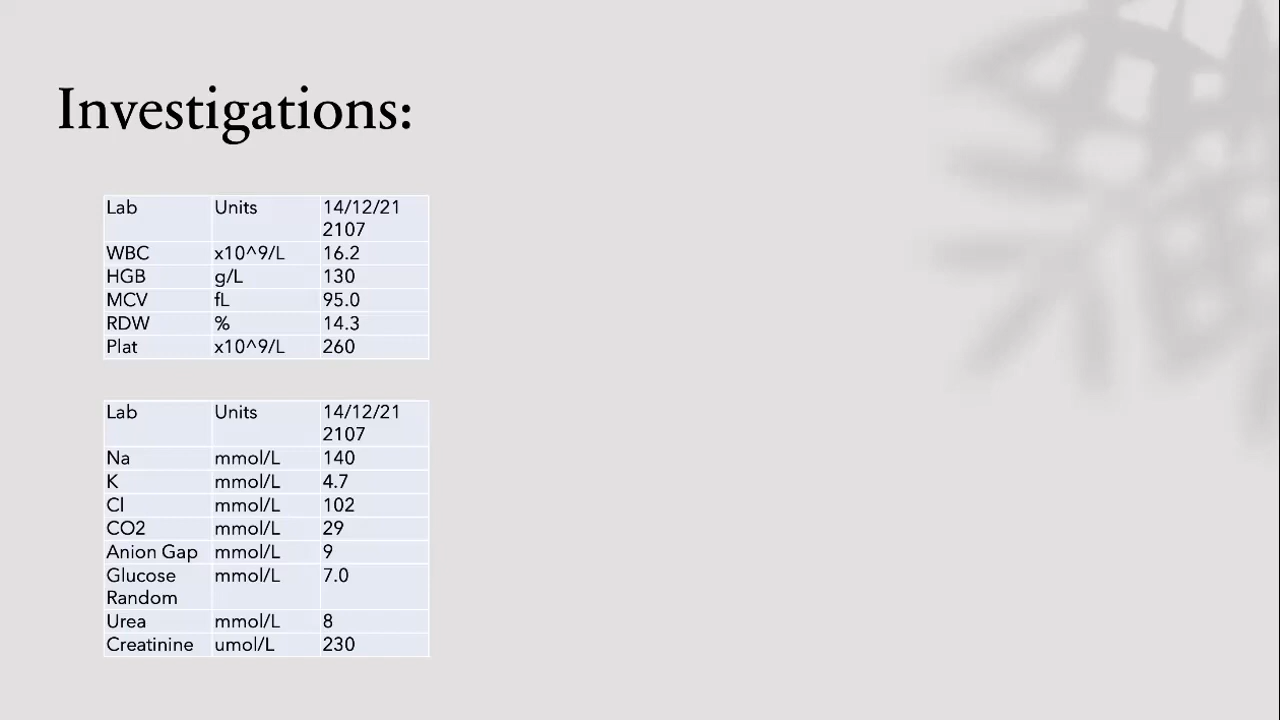 Investigations:
Lab Units 14/12/21
2107
WBC x10^9/L 16.2
HGB g/L 130
MCV fL 95.0
RDW % 14.3
Plat x10^9/L 260
Lab Units 14/12/21
2107
Na mmol/L 140
K mmol/L 4.7
Cl mmol/L 102
CO2 mmol/L 29
Anion Gap mmol/L 9
Glucose mmol/L 7.0
Random
Urea mmol/L 8
Creatinine umol/L 230